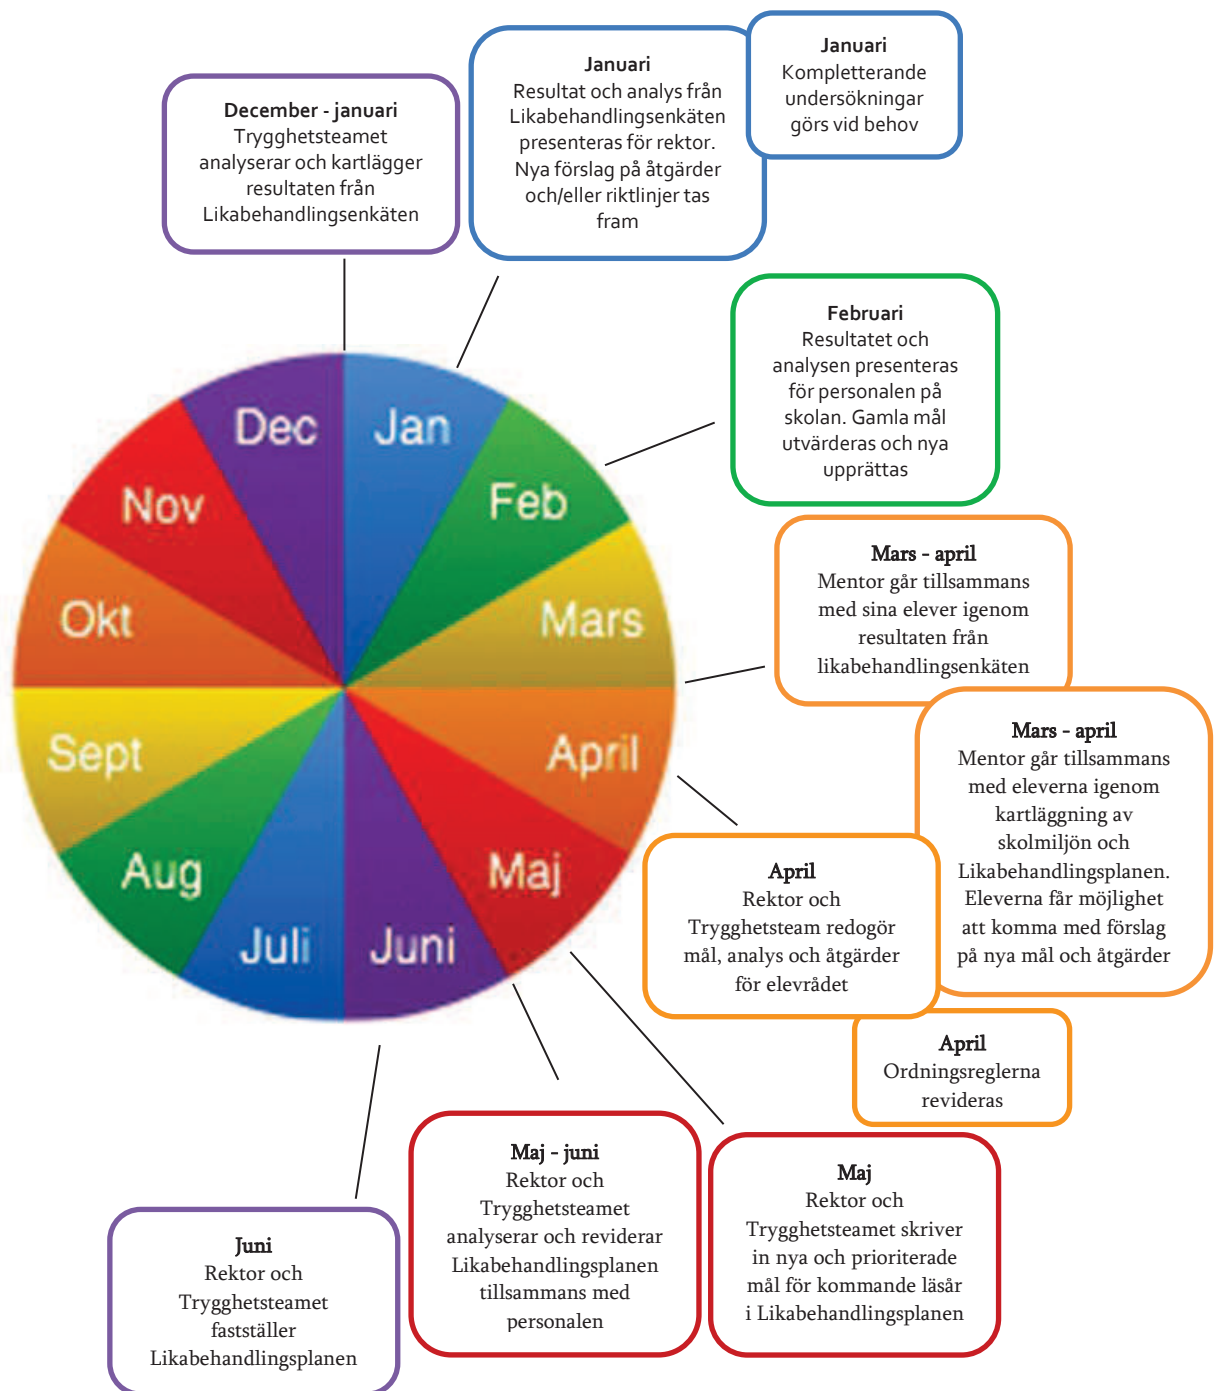 December - januari
Trygghetsteamet
analyserar och kartlägger
resultaten från
Likabehandlingsenkäten
Januari
Resultat och analys från
Likabehandlingsenkäten
presenteras för rektor.
Nya förslag på åtgärder
och/eller riktlinjer tas
fram
Januari
Kompletterande
undersökningar
görs vid behov
Februari
Resultatet och
analysen presenteras
för personalen på
skolan. Gamla mål
utvärderas och nya
upprättas
Mars - april
Mentor går tillsammans
med sina elever igenom
resultaten från
likabehandlingsenkäten
Mars - april
Mentor går tillsammans
med eleverna igenom
kartläggning av
skolmiljön och
Likabehandlingsplanen.
Eleverna får möjlighet
att komma med förslag
på nya mål och åtgärder
April
Rektor och
Trygghetsteam redogör
mål, analys och åtgärder
för elevrådet
April
Ordningsreglerna
revideras
Maj
Rektor och
Trygghetsteamet skriver
in nya och prioriterade
mål för kommande läsår
i Likabehandlingsplanen
Maj - juni
Rektor och
Trygghetsteamet
analyserar och reviderar
Likabehandlingsplanen
tillsammans med
personalen
Juni
Rektor och
Trygghetsteamet
fastställer
Likabehandlingsplanen
Jan
Feb
Mars
April
Maj
Juni
Juli
Aug
Sept
Okt
Nov
Dec